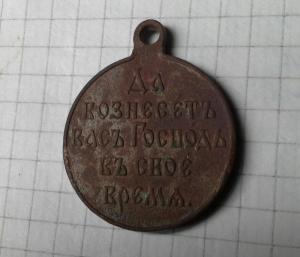 Да
вознесетъ
васъ Господь
въ свое
время.